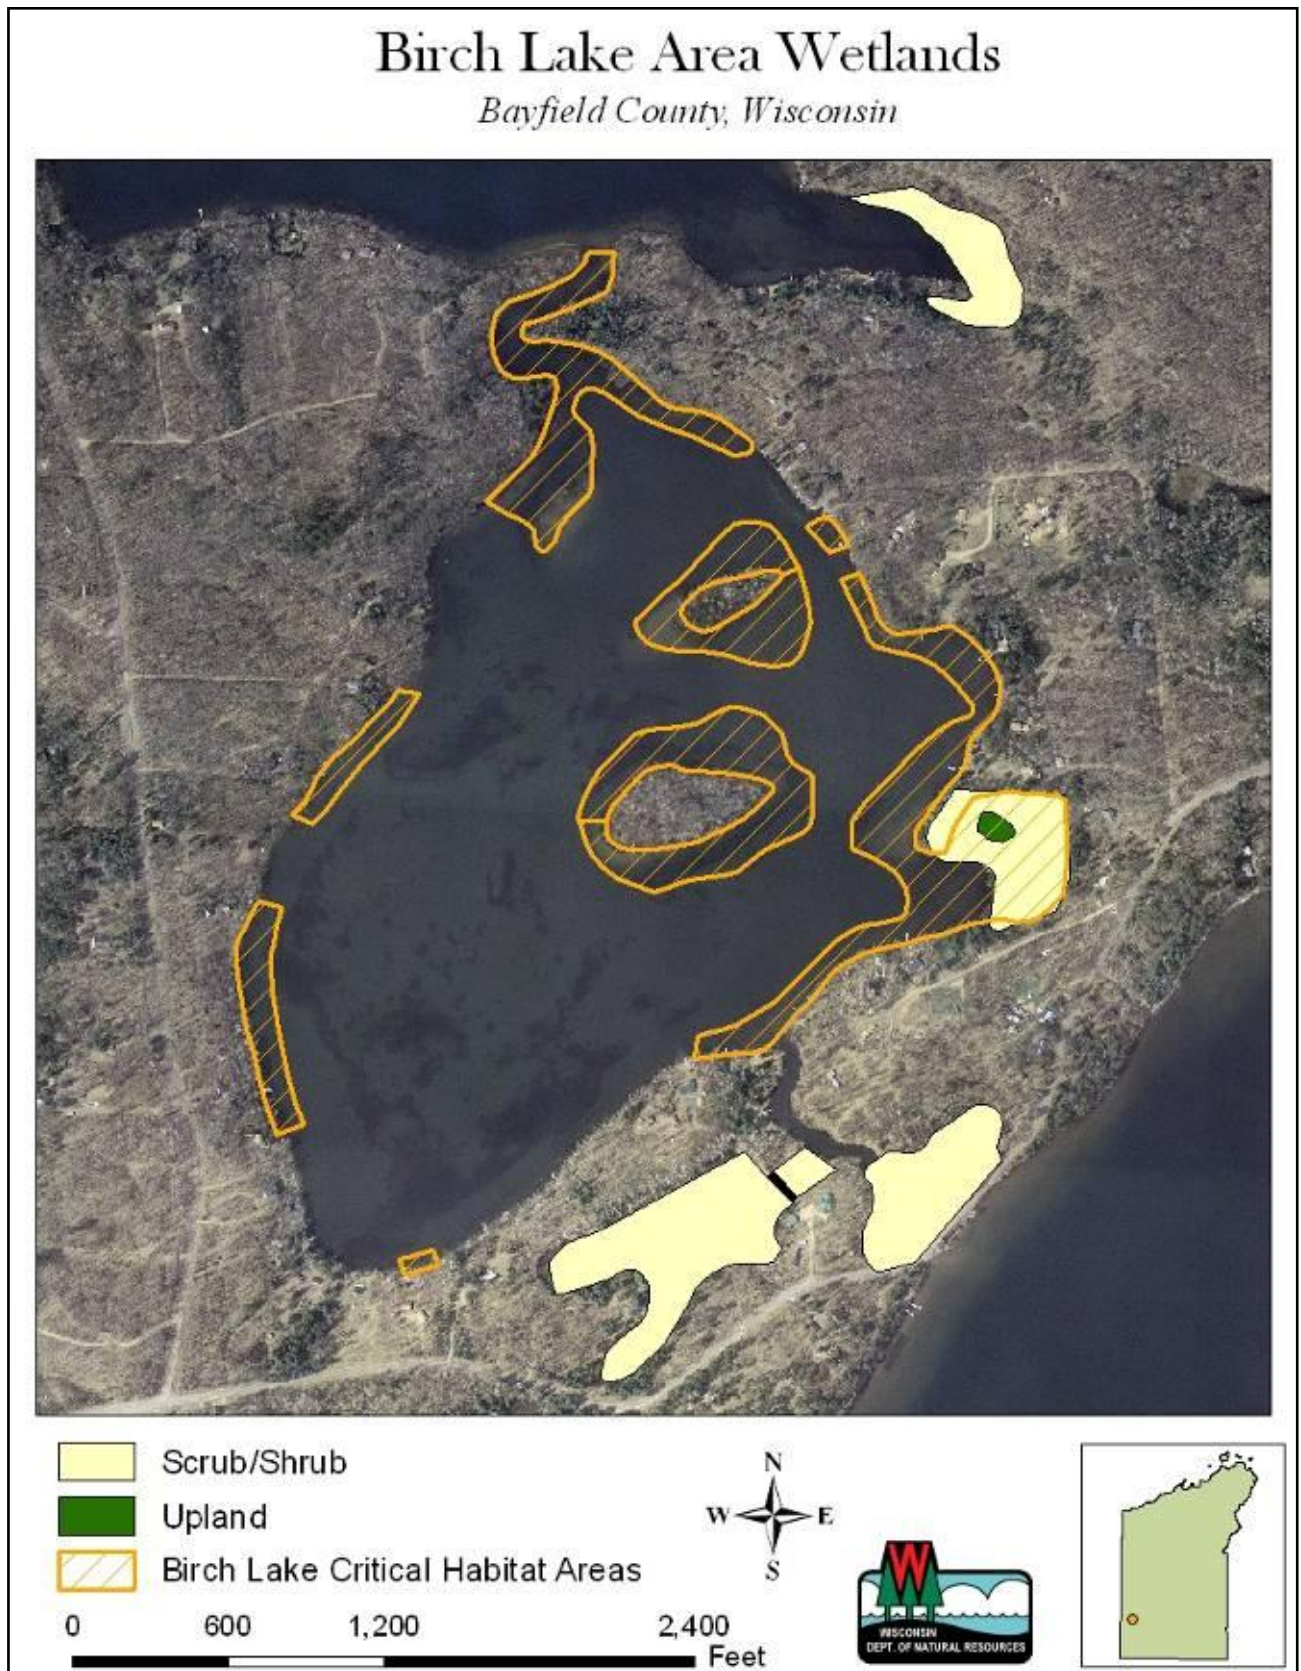 Birch Lake Area Wetlands
Bayfield County, Wisconsin
Scrub/Shrub
Upland
Birch Lake Critical Habitat Areas
0 600 1,200 2,400
Feet
N
W E
S
W
WISCONSIN
DEPT. OF NATURAL RESOURCES